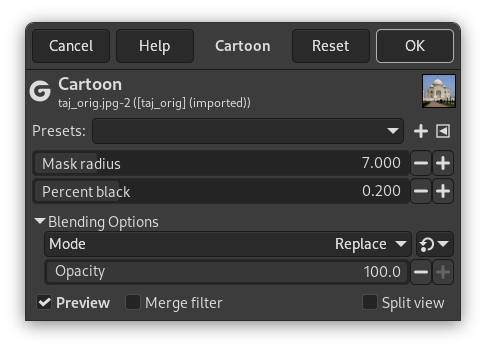 Cancel Help Cartoon Reset OK
Cartoon
taj_orig.jpg-2 ([taj_orig] (imported))
Presets:
Mask radius 7.000
Percent black 0.200
Blending Options
Mode Replace
Opacity 100.0
Preview Merge filter Split view